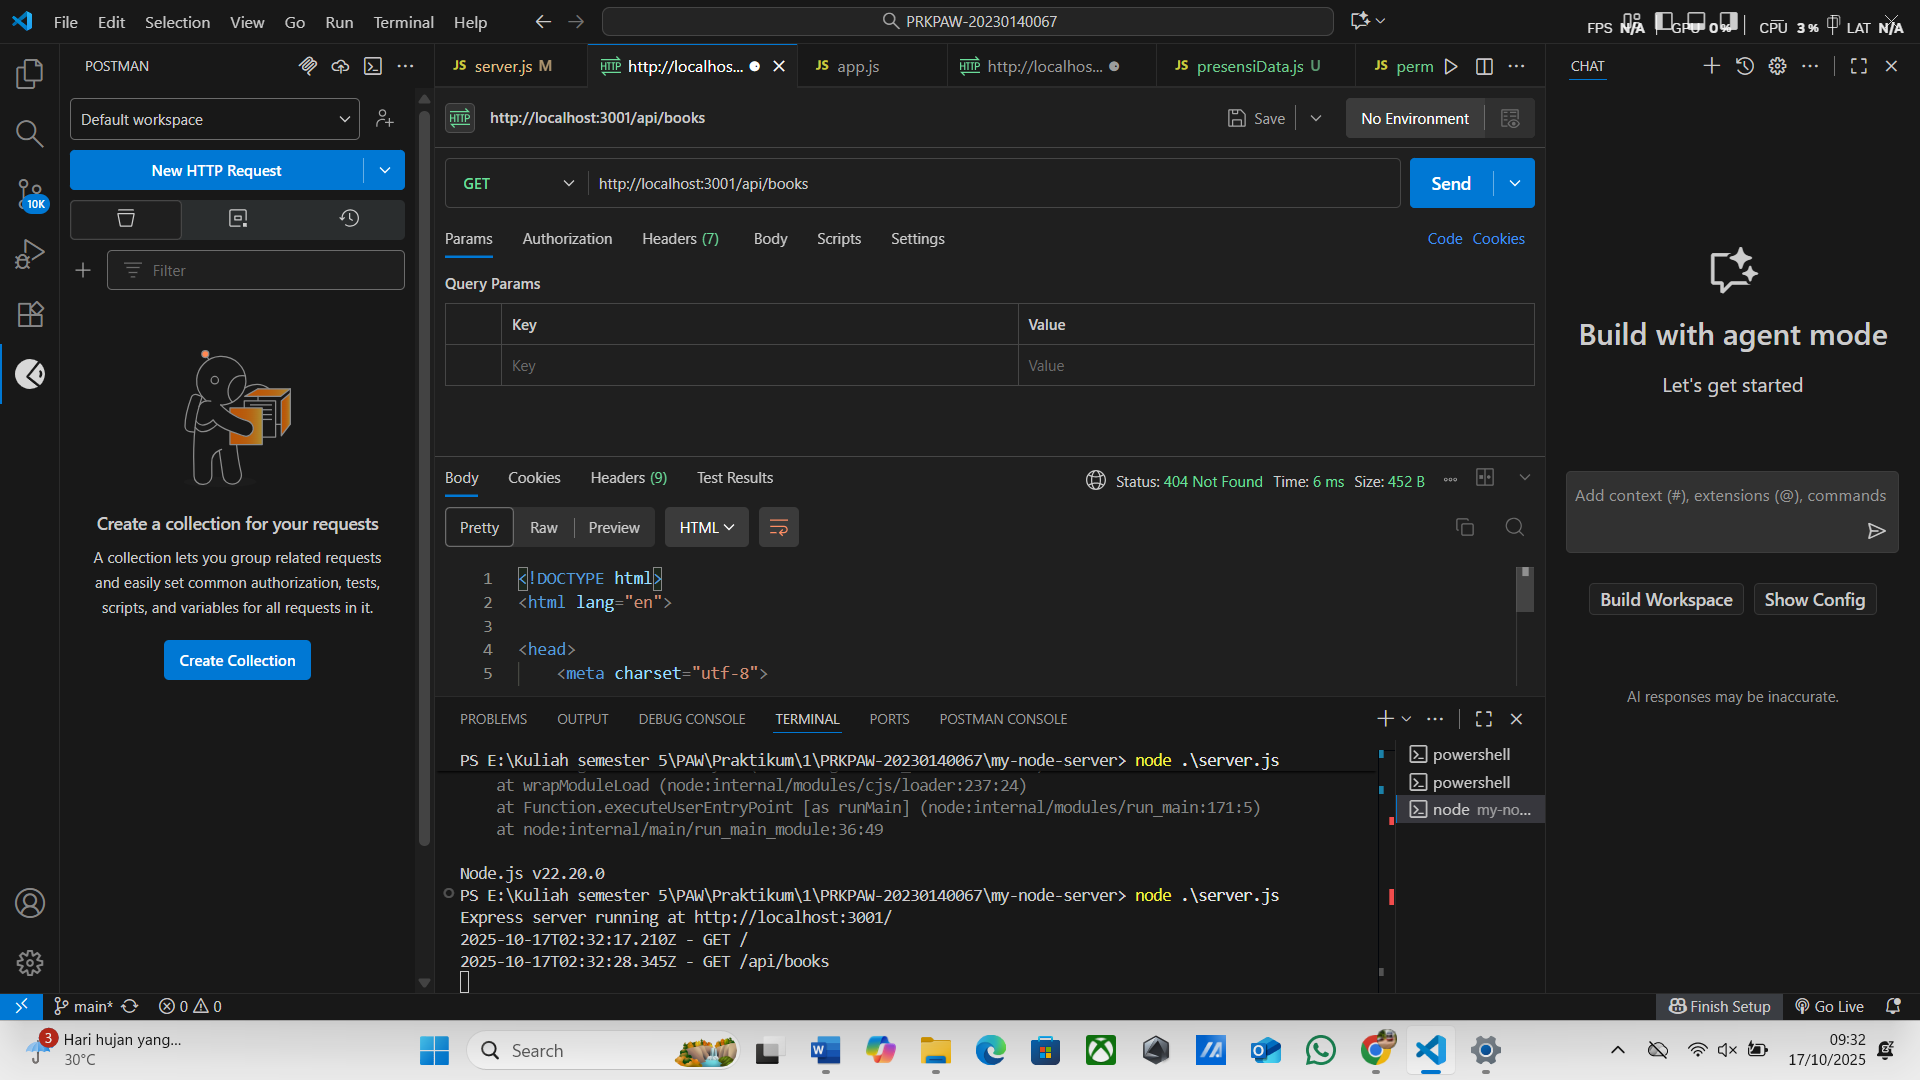 File Edit Selection View Go Run Terminal Help
PRKPAW-20230140067
FPS N/A GPU 0% CPU 3% LAT N/A
POSTMAN
Default workspace
New HTTP Request
10K
Filter
Create a collection for your requests
A collection lets you group related requests
and easily set common authorization, tests,
scripts, and variables for all requests in it.
Create Collection
JS server.js M
HTTP http://localhos...
JS app.js
HTTP http://localhos...
JS presensiData.js U
JS perm
HTTP http://localhost:3001/api/books
Save
No Environment
GET http://localhost:3001/api/books
Send
Params Authorization Headers (7) Body Scripts Settings
Code Cookies
Query Params
Key Value
Key Value
Body Cookies Headers (9) Test Results
Status: 404 Not Found Time: 6 ms Size: 452 B
Pretty Raw Preview HTML
1 <!DOCTYPE html>
2 <html lang="en">
3
4 <head>
5 <meta charset="utf-8">
PROBLEMS OUTPUT DEBUG CONSOLE TERMINAL PORTS POSTMAN CONSOLE
PS E:\Kuliah semester 5\PAW\Praktikum\1\PRKPAW-20230140067\my-node-server> node .\server.js
at wrapModuleLoad (node:internal/modules/cjs/loader:237:24)
at Function.executeUserEntryPoint [as runMain] (node:internal/modules/run_main:171:5)
at node:internal/main/run_main_module:36:49
Node.js v22.20.0
PS E:\Kuliah semester 5\PAW\Praktikum\1\PRKPAW-20230140067\my-node-server> node .\server.js
Express server running at http://localhost:3001/
2025-10-17T02:32:17.210Z - GET /
2025-10-17T02:32:28.345Z - GET /api/books
powershell
powershell
node my-no...
CHAT
Build with agent mode
Let's get started
Add context (#), extensions (@), commands
Build Workspace Show Config
AI responses may be inaccurate.
main* 0 0
Finish Setup Go Live
3 Hari hujan yang...
30°C
Search
09:32
17/10/2025